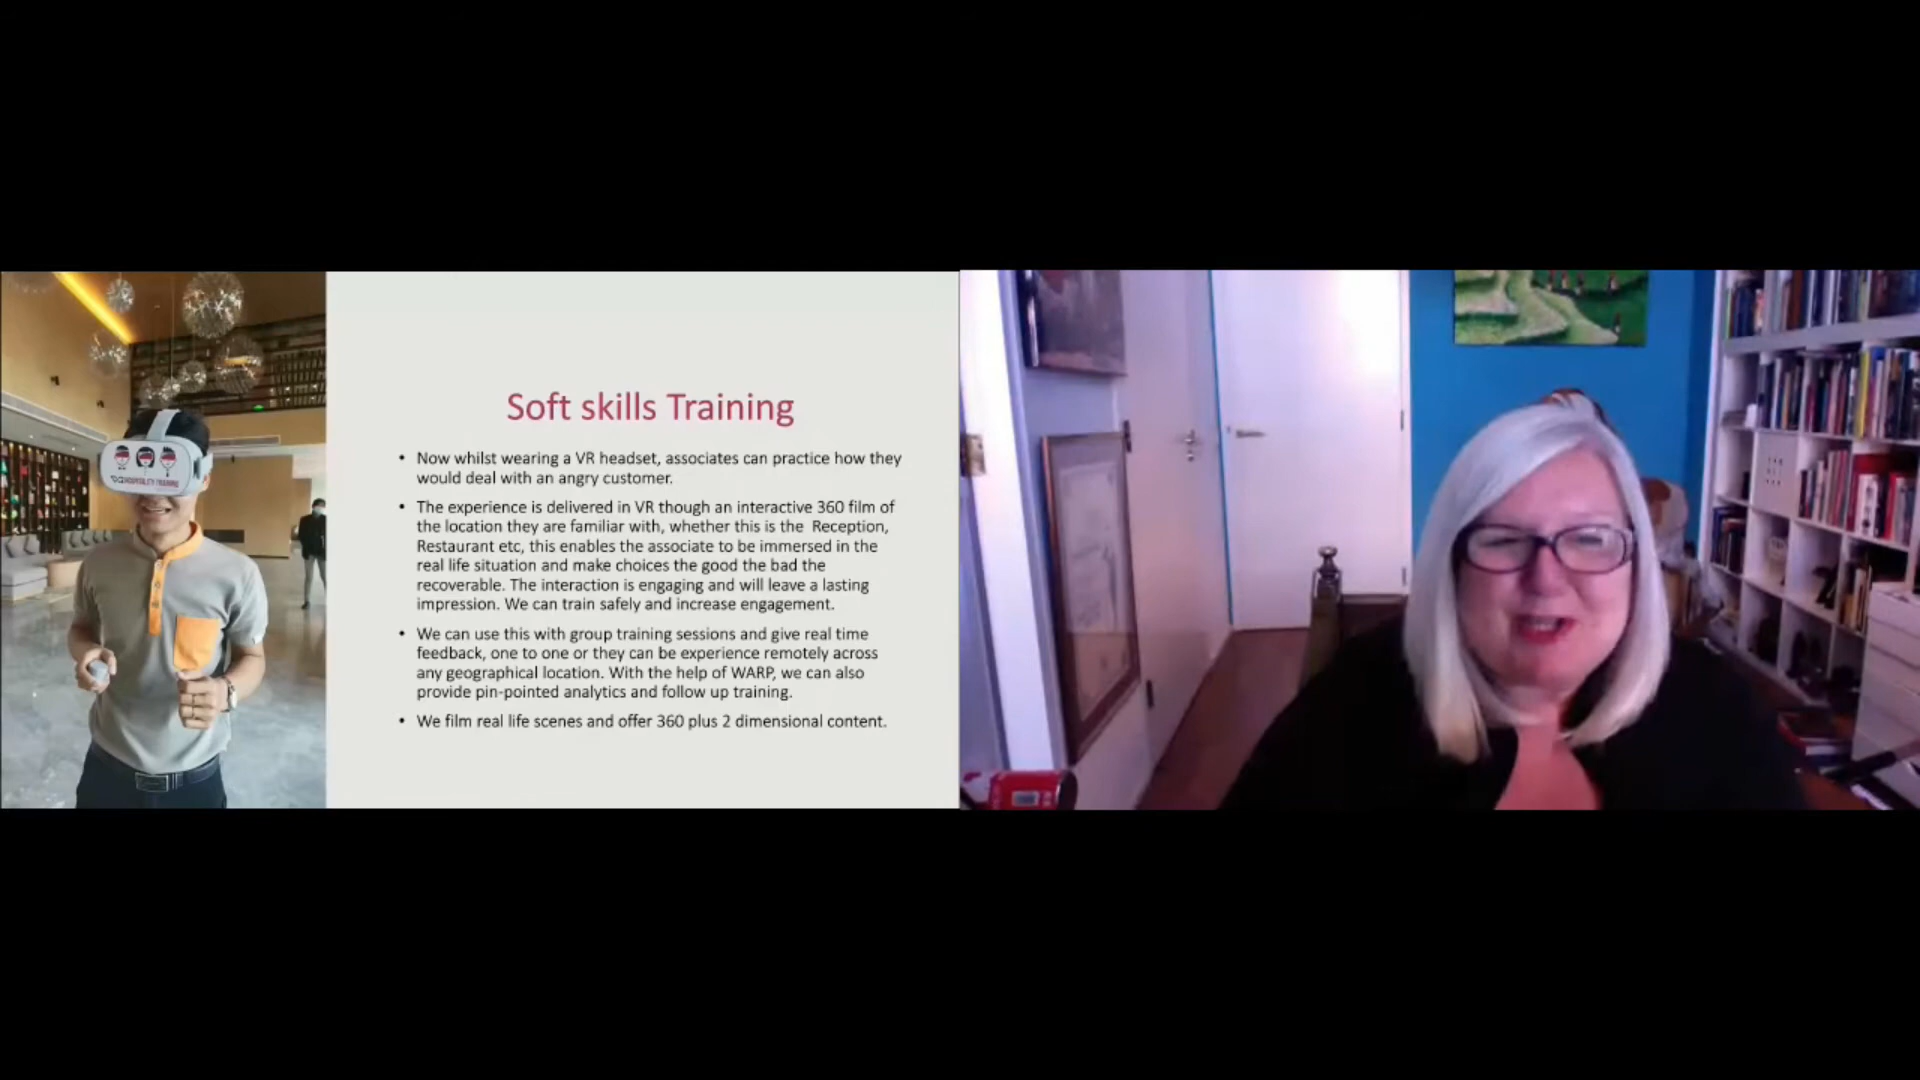 Soft skills Training
• Now whilst wearing a VR headset, associates can practice how they
would deal with an angry customer.
• The experience is delivered in VR though an interactive 360 film of
the location they are familiar with, whether this is the Reception,
Restaurant etc, this enables the associate to be immersed in the
real life situation and make choices the good the bad the
recoverable. The interaction is engaging and will leave a lasting
impression. We can train safely and increase engagement.
• We can use this with group training sessions and give real time
feedback, one to one or they can be experience remotely across
any geographical location. With the help of WARP, we can also
provide pin-pointed analytics and follow up training.
• We film real life scenes and offer 360 plus 2 dimensional content.
HOSPITALITY TRAINING